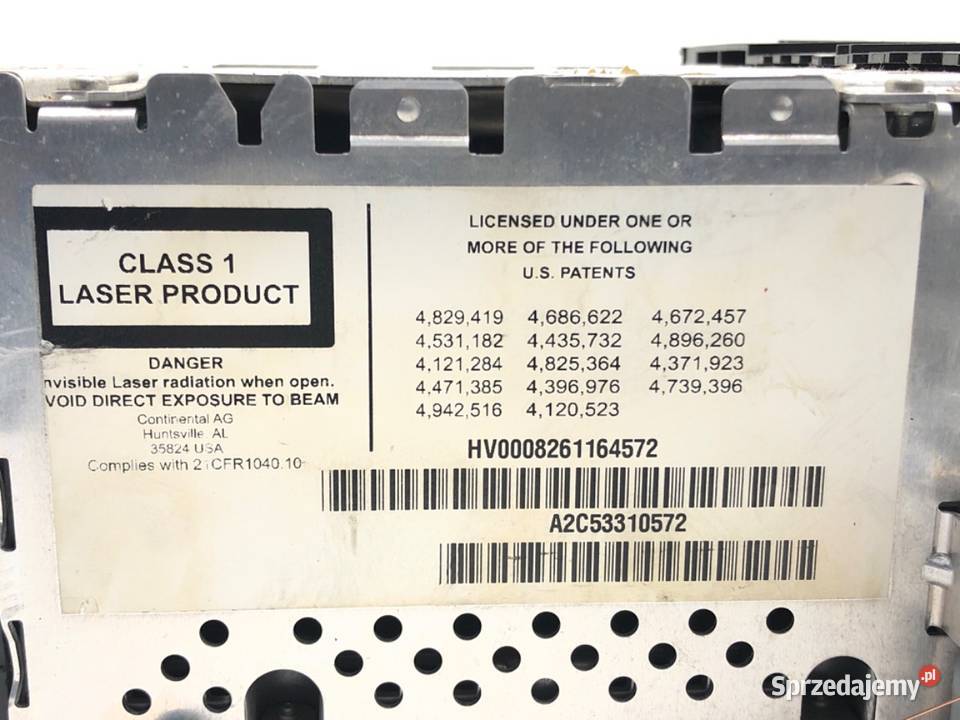 CLASS 1
LASER PRODUCT
DANGER
nvisible Laser radiation when open.
VOID DIRECT EXPOSURE TO BEAM
Continental AG
Huntsville AL
35824 USA
Complies with 21CFR1040.10
LICENSED UNDER ONE OR
MORE OF THE FOLLOWING
U.S. PATENTS
4,829,419 4,686,622 4,672,457
4,531,182 4,435,732 4,896,260
4,121,284 4,825,364 4,371,923
4,471,385 4,396,976 4,739,396
4,942,516 4,120,523
HV0008261164572
A2C53310572
Sprzedajemy.pl